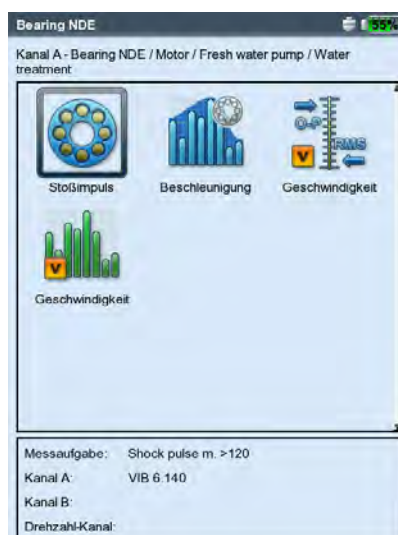 Bearing NDE
55%
Kanal A - Bearing NDE / Motor / Fresh water pump / Water
treatment
O-P
RMS
V
Stoßimpuls
Beschleunigung
Geschwindigkeit
V
Geschwindigkeit
Messaufgabe: Shock pulse m. >120
Kanal A: VIB 6.140
Kanal B:
Drehzahl-Kanal: